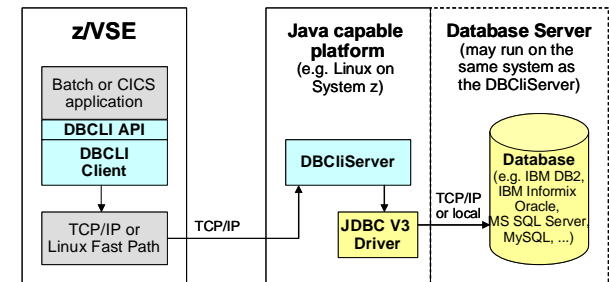 z/VSE
Batch or CICS
application
DBCLI API
DBCLI
Client
TCP/IP or
Linux Fast Path
TCP/IP
Java capable
platform
(e.g. Linux on
System z)
DBCliServer
JDBC V3
Driver
TCP/IP
or local
Database Server
(may run on the
same system as
the DBCliServer)
Database
(e.g. IBM DB2,
IBM Informix
Oracle,
MS SQL Server,
MySQL, ...)